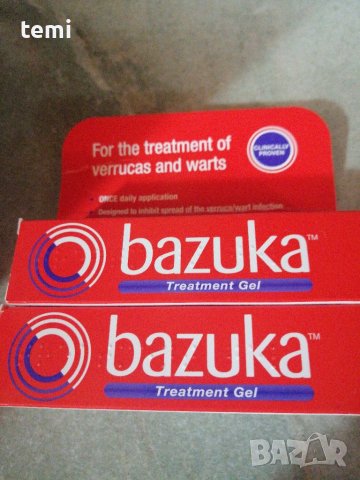 temi
For the treatment of
verrucas and warts
CLINICALLY
PROVEN
ONCE daily application
Designed to inhibit spread of the verruca/wart infection
bazuka™
Treatment Gel
bazuka™
Treatment Gel
BAZAR